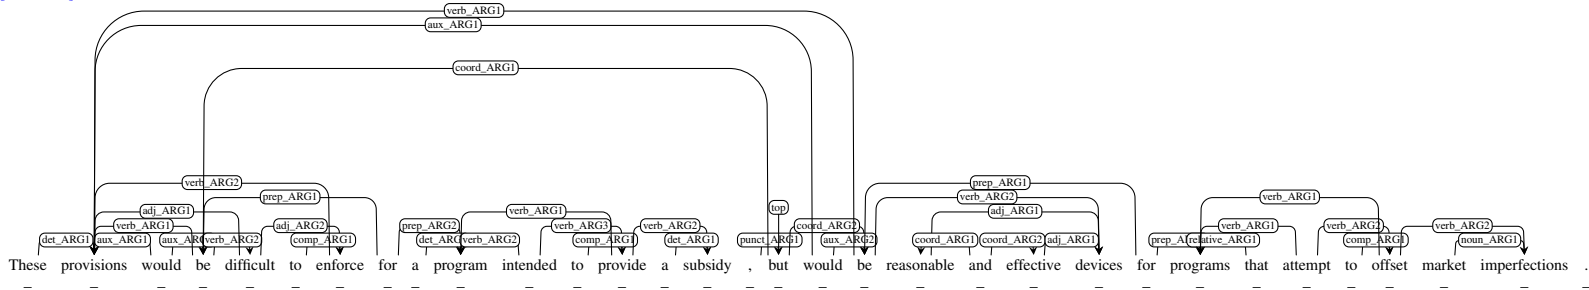 verb_ARG1
aux_ARG1
coord_ARG1
verb_ARG2 prep_ARG1 verb_ARG2
prep_ARG1 top verb_ARG1
adj_ARG1 verb_ARG1 adj_ARG1
verb_ARG1 adj_ARG2 prep_ARG2 verb_ARG3 verb_ARG2 coord_ARG2 verb_ARG1 verb_ARG2 verb_ARG2
det_ARG1 aux_ARG1 verb_ARG2 comp_ARG1 verb_ARG2 comp_ARG1 det_ARG1 punct_ARG1 aux_ARG2 coord_ARG1 coord_ARG2 adj_ARG1 relative_ARG1 comp_ARG1 noun_ARG1
These provisions would be difficult to enforce for a program intended to provide a subsidy , but would be reasonable and effective devices for programs that attempt to offset market imperfections .